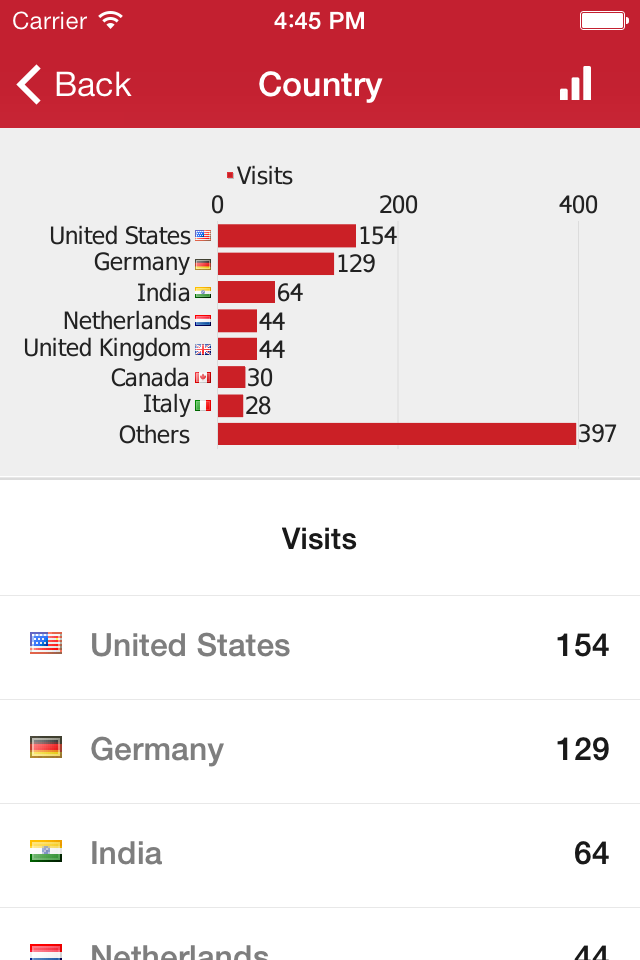 Carrier 4:45 PM
Back Country
Visits
0 200 400
United States 154
Germany 129
India 64
Netherlands 44
United Kingdom 44
Canada 30
Italy 28
Others 397
Visits
United States 154
Germany 129
India 64
Netherlands 44